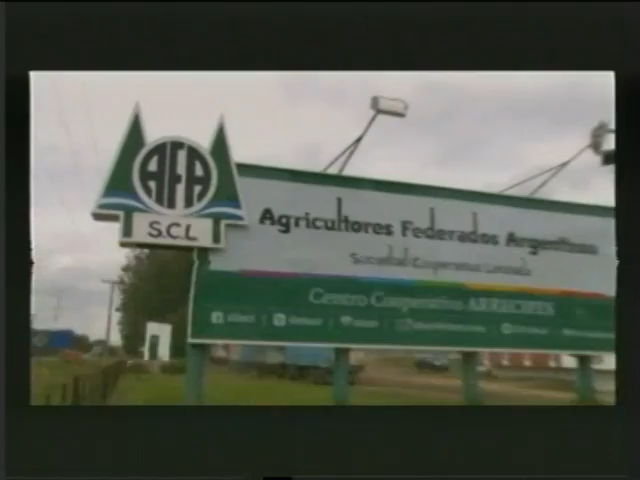 AFA
S.C.L
Agricultores Federados Argentinos
Sociedad Cooperativa Limitada
Centro Cooperativo ARRECIFES